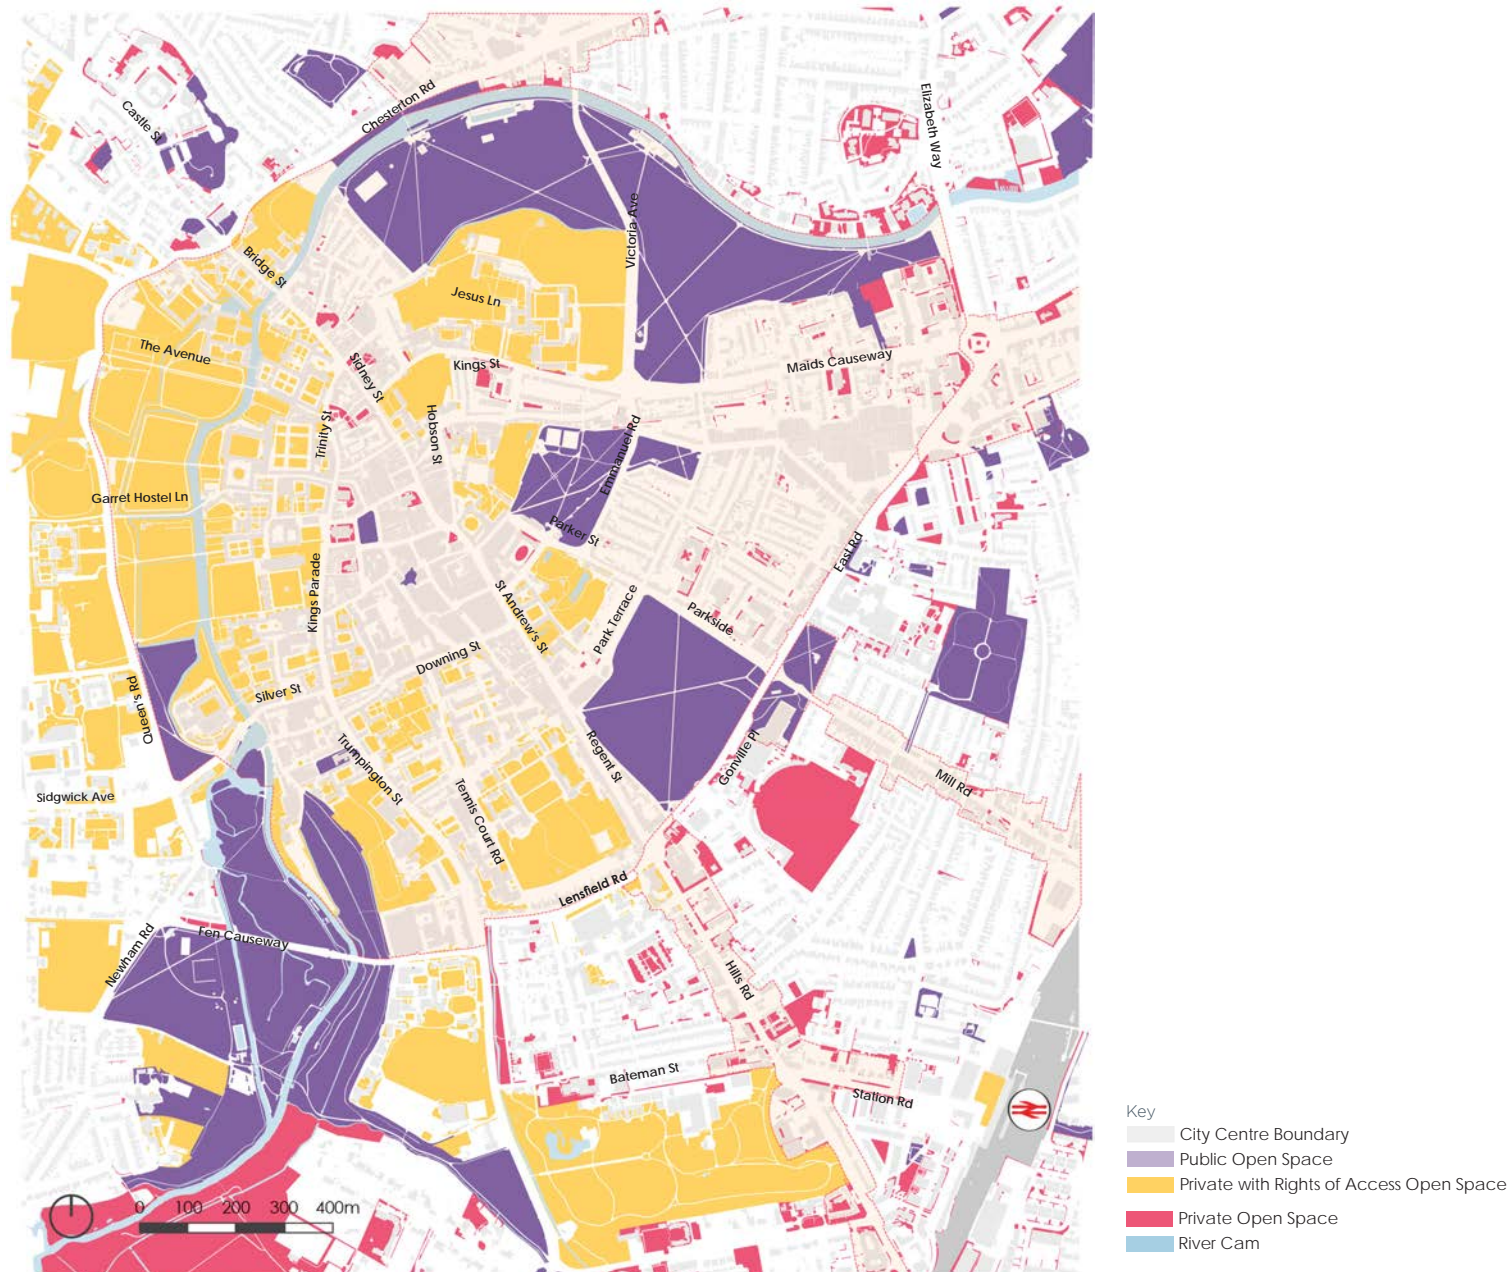 Chesterton Rd
Castle St
Elizabeth Way
Victoria Ave
Bridge St
Jesus Ln
The Avenue
Kings St
Maids Causeway
Sidney St
Hobson St
Trinity St
Emmanuel Rd
Garret Hostel Ln
Parker St
East Rd
Kings Parade
St Andrew's St
Park Terrace
Parkside
Downing St
Silver St
Queen's Rd
Trumpington St
Regent St
Gonville Pl
Mill Rd
Sidgwick Ave
Tennis Court Rd
Lensfield Rd
Newham Rd
Fen Causeway
Hills Rd
Bateman St
Station Rd
0 100 200 300 400m
Key
City Centre Boundary
Public Open Space
Private with Rights of Access Open Space
Private Open Space
River Cam